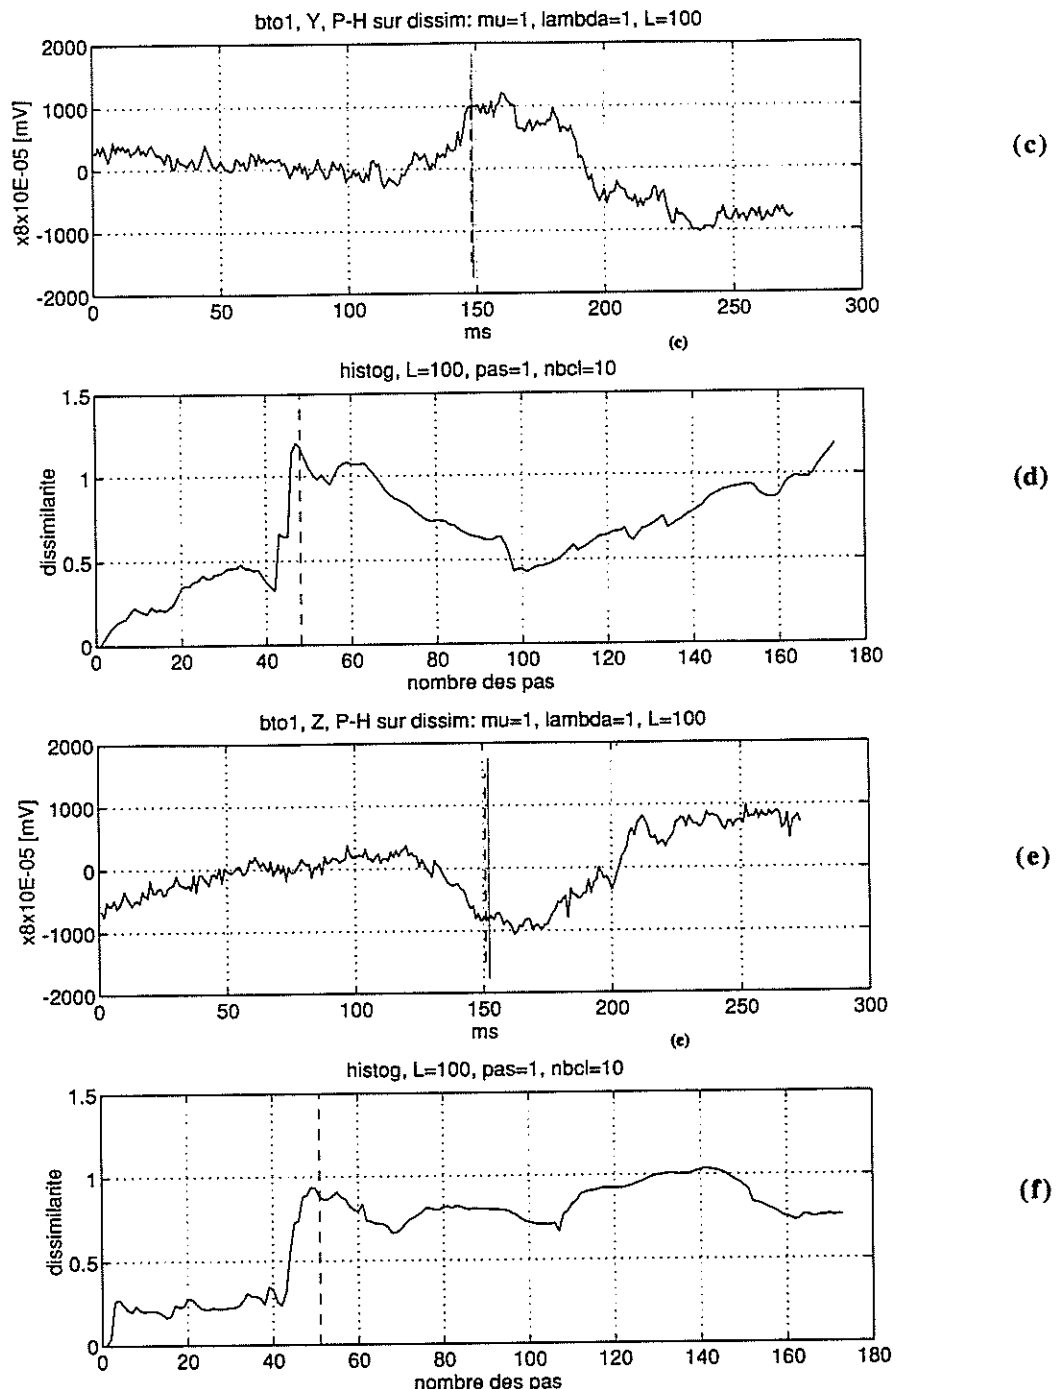 bto1, Y, P-H sur dissim: mu=1, lambda=1, L=100
2000
1000
0
-1000
-2000
x8x10E-05 [mV]
0 50 100 150 200 250 300
ms
(c)
(c)
histog, L=100, pas=1, nbcl=10
1.5
1
0.5
0
dissimilarite
0 20 40 60 80 100 120 140 160 180
nombre des pas
(d)
bto1, Z, P-H sur dissim: mu=1, lambda=1, L=100
2000
1000
0
-1000
-2000
x8x10E-05 [mV]
0 50 100 150 200 250 300
ms
(e)
(e)
histog, L=100, pas=1, nbcl=10
1.5
1
0.5
0
dissimilarite
0 20 40 60 80 100 120 140 160 180
nombre des pas
(f)